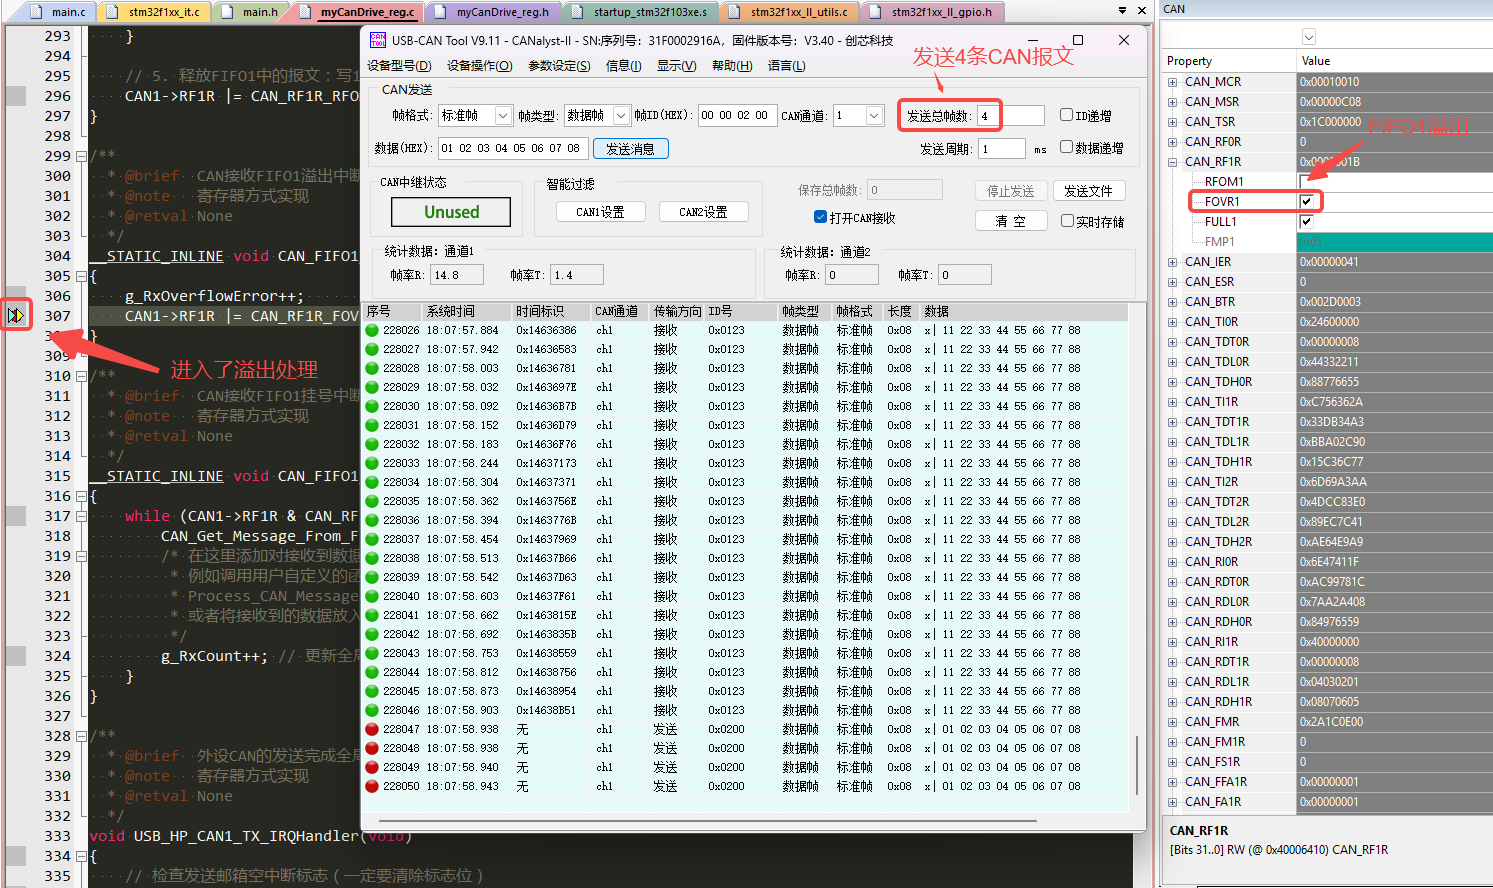 main.c
stm32f1xx_it.c
main.h
myCanDrive_reg.c
myCanDrive_reg.h
startup_stm32f103xe.s
stm32f1xx_ll_utils.c
stm32f1xx_ll_gpio.h
293 }
294
295 // 5. 释放FIFO1中的报文：写1
296 CAN1->RF1R |= CAN_RF1R_RFO
297 }
298
299 /**
300 * @brief CAN接收FIFO1溢出中断
301 * @note 寄存器方式实现
302 * @retval None
303 */
304 __STATIC_INLINE void CAN_FIFO1
305 {
306 g_RxOverflowError++;
307 CAN1->RF1R |= CAN_RF1R_FOV
}
309
310 /**
311 * @brief CAN接收FIFO1挂号中断
312 * @note 寄存器方式实现
313 * @retval None
314 */
315 __STATIC_INLINE void CAN_FIFO1
316 {
317 while (CAN1->RF1R & CAN_RF
318 CAN_Get_Message_From_F
319 /* 在这里添加对接收到数据
320 * 例如调用用户自定义的函
321 * Process_CAN_Message
322 * 或者将接收到的数据放入
323 */
324 g_RxCount++; // 更新全局
325 }
326 }
327
328 /**
329 * @brief 外设CAN的发送完成全局
330 * @note 寄存器方式实现
331 * @retval None
332 */
333 void USB_HP_CAN1_TX_IRQHandler(void)
334 {
335 // 检查发送邮箱空中断标志（一定要清除标志位）
进入了溢出处理
CAN TOOL
USB-CAN Tool V9.11 - CANalyst-II - SN:序列号：31F0002916A，固件版本号：V3.40 - 创芯科技
设备型号(D) 设备操作(O) 参数设定(S) 信息(I) 显示(V) 帮助(H) 语言(L)
发送4条CAN报文
CAN发送
帧格式: 标准帧 帧类型: 数据帧 帧ID(HEX): 00 00 02 00 CAN通道: 1 发送总帧数: 4 ID递增
数据(HEX): 01 02 03 04 05 06 07 08 发送消息 发送周期: 1 ms 数据递增
CAN中继状态
Unused
智能过滤
CAN1设置 CAN2设置
保存总帧数: 0 停止发送 发送文件
打开CAN接收 清 空 实时存储
统计数据：通道1
帧率R: 14.8 帧率T: 1.4
统计数据：通道2
帧率R: 0 帧率T: 0
序号 系统时间 时间标识 CAN通道 传输方向 ID号 帧类型 帧格式 长度 数据
228026 18:07:57.884 0x14636386 ch1 接收 0x0123 数据帧 标准帧 0x08 x| 11 22 33 44 55 66 77 88
228027 18:07:57.942 0x14636583 ch1 接收 0x0123 数据帧 标准帧 0x08 x| 11 22 33 44 55 66 77 88
228028 18:07:58.003 0x14636781 ch1 接收 0x0123 数据帧 标准帧 0x08 x| 11 22 33 44 55 66 77 88
228029 18:07:58.032 0x1463697E ch1 接收 0x0123 数据帧 标准帧 0x08 x| 11 22 33 44 55 66 77 88
228030 18:07:58.092 0x14636B7B ch1 接收 0x0123 数据帧 标准帧 0x08 x| 11 22 33 44 55 66 77 88
228031 18:07:58.152 0x14636D79 ch1 接收 0x0123 数据帧 标准帧 0x08 x| 11 22 33 44 55 66 77 88
228032 18:07:58.183 0x14636F76 ch1 接收 0x0123 数据帧 标准帧 0x08 x| 11 22 33 44 55 66 77 88
228033 18:07:58.244 0x14637173 ch1 接收 0x0123 数据帧 标准帧 0x08 x| 11 22 33 44 55 66 77 88
228034 18:07:58.304 0x14637371 ch1 接收 0x0123 数据帧 标准帧 0x08 x| 11 22 33 44 55 66 77 88
228035 18:07:58.362 0x1463756E ch1 接收 0x0123 数据帧 标准帧 0x08 x| 11 22 33 44 55 66 77 88
228036 18:07:58.394 0x1463776B ch1 接收 0x0123 数据帧 标准帧 0x08 x| 11 22 33 44 55 66 77 88
228037 18:07:58.454 0x14637969 ch1 接收 0x0123 数据帧 标准帧 0x08 x| 11 22 33 44 55 66 77 88
228038 18:07:58.513 0x14637B66 ch1 接收 0x0123 数据帧 标准帧 0x08 x| 11 22 33 44 55 66 77 88
228039 18:07:58.542 0x14637D63 ch1 接收 0x0123 数据帧 标准帧 0x08 x| 11 22 33 44 55 66 77 88
228040 18:07:58.603 0x14637F61 ch1 接收 0x0123 数据帧 标准帧 0x08 x| 11 22 33 44 55 66 77 88
228041 18:07:58.662 0x1463815E ch1 接收 0x0123 数据帧 标准帧 0x08 x| 11 22 33 44 55 66 77 88
228042 18:07:58.692 0x1463835B ch1 接收 0x0123 数据帧 标准帧 0x08 x| 11 22 33 44 55 66 77 88
228043 18:07:58.753 0x14638559 ch1 接收 0x0123 数据帧 标准帧 0x08 x| 11 22 33 44 55 66 77 88
228044 18:07:58.812 0x14638756 ch1 接收 0x0123 数据帧 标准帧 0x08 x| 11 22 33 44 55 66 77 88
228045 18:07:58.873 0x14638954 ch1 接收 0x0123 数据帧 标准帧 0x08 x| 11 22 33 44 55 66 77 88
228046 18:07:58.903 0x14638B51 ch1 接收 0x0123 数据帧 标准帧 0x08 x| 11 22 33 44 55 66 77 88
228047 18:07:58.938 无 ch1 发送 0x0200 数据帧 标准帧 0x08 x| 01 02 03 04 05 06 07 08
228048 18:07:58.938 无 ch1 发送 0x0200 数据帧 标准帧 0x08 x| 01 02 03 04 05 06 07 08
228049 18:07:58.940 无 ch1 发送 0x0200 数据帧 标准帧 0x08 x| 01 02 03 04 05 06 07 08
228050 18:07:58.943 无 ch1 发送 0x0200 数据帧 标准帧 0x08 x| 01 02 03 04 05 06 07 08
CAN
Property Value
CAN_MCR 0x00010010
CAN_MSR 0x00000C08
CAN_TSR 0x1C000000
CAN_RF0R 0
FIFO1溢出
CAN_RF1R 0x0000001B
RFOM1
FOVR1
FULL1
FMP1 0x03
CAN_IER 0x00000041
CAN_ESR 0
CAN_BTR 0x002D0003
CAN_TI0R 0x24600000
CAN_TDT0R 0x00000008
CAN_TDL0R 0x44332211
CAN_TDH0R 0x88776655
CAN_TI1R 0xC756362A
CAN_TDT1R 0x33DB34A3
CAN_TDL1R 0xBBA02C90
CAN_TDH1R 0x15C36C77
CAN_TI2R 0x6D69A3AA
CAN_TDT2R 0x4DCC83E0
CAN_TDL2R 0x89EC7C41
CAN_TDH2R 0xAE64E9A9
CAN_RI0R 0x6E47411F
CAN_RDT0R 0xAC99781C
CAN_RDL0R 0x7AA2A408
CAN_RDH0R 0x84976559
CAN_RI1R 0x40000000
CAN_RDT1R 0x00000008
CAN_RDL1R 0x04030201
CAN_RDH1R 0x08070605
CAN_FMR 0x2A1C0E00
CAN_FM1R 0
CAN_FS1R 0
CAN_FFA1R 0x00000001
CAN_FA1R 0x00000001
CAN_RF1R
[Bits 31..0] RW (@ 0x40006410) CAN_RF1R